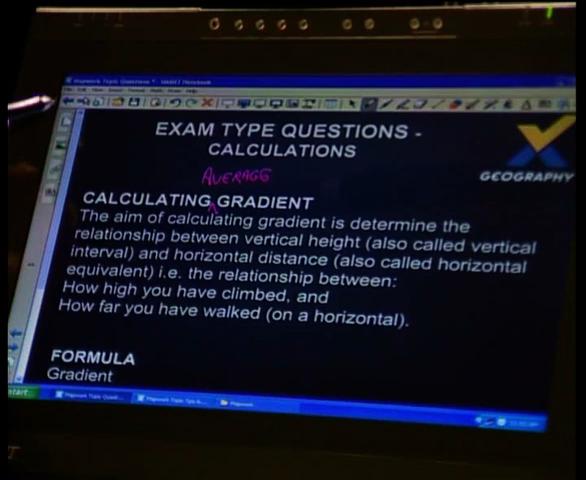 EXAM TYPE QUESTIONS -
CALCULATIONS
GEOGRAPHY
AVERAGE
CALCULATING GRADIENT
The aim of calculating gradient is determine the
relationship between vertical height (also called vertical
interval) and horizontal distance (also called horizontal
equivalent) i.e. the relationship between:
How high you have climbed, and
How far you have walked (on a horizontal).
FORMULA
Gradient